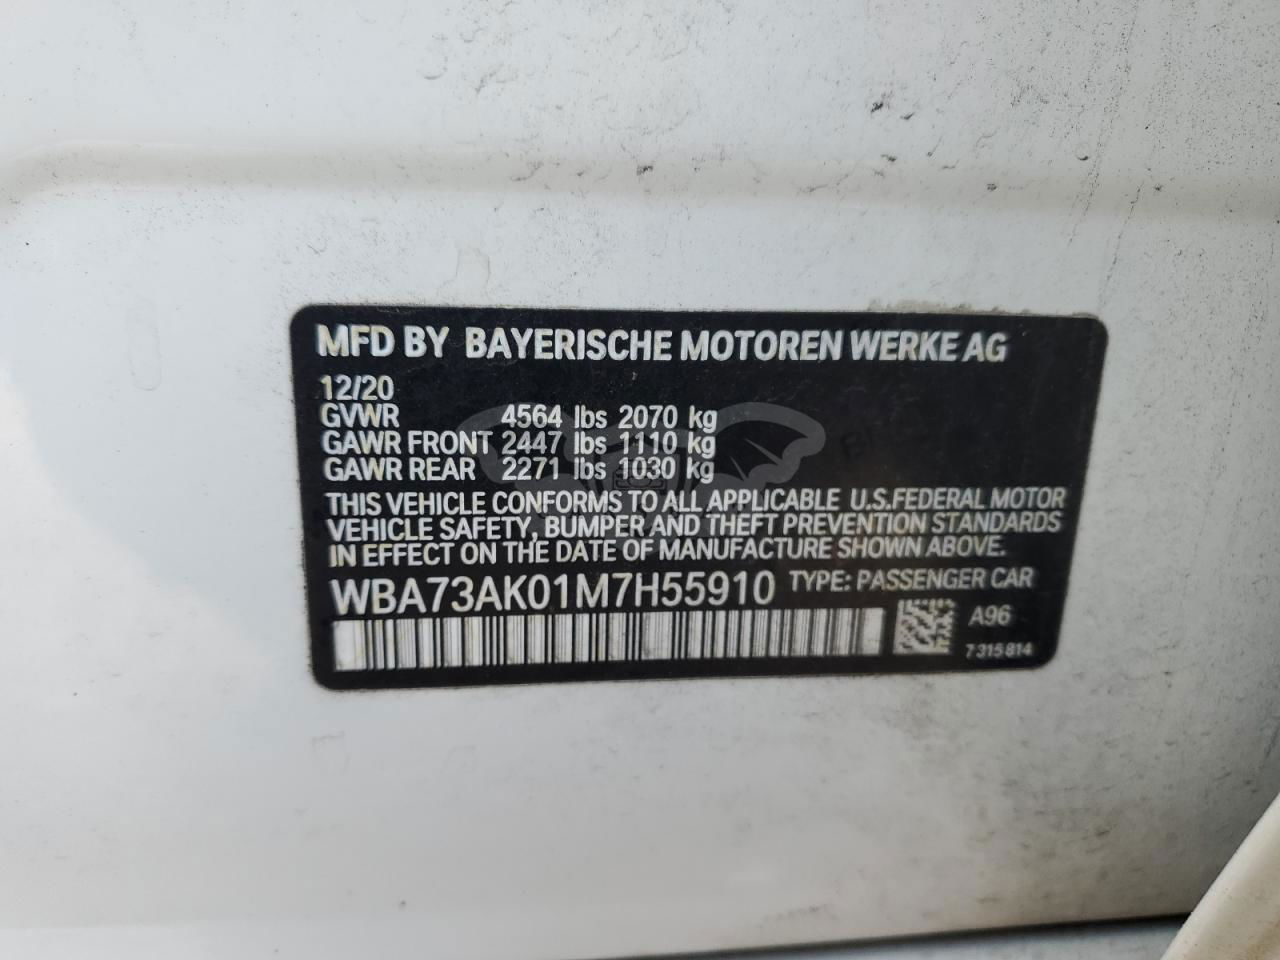 MFD BY BAYERISCHE MOTOREN WERKE AG
12/20
GVWR 4564 lbs 2070 kg
GAWR FRONT 2447 lbs 1110 kg
GAWR REAR 2271 lbs 1030 kg
THIS VEHICLE CONFORMS TO ALL APPLICABLE U.S.FEDERAL MOTOR
VEHICLE SAFETY, BUMPER AND THEFT PREVENTION STANDARDS
IN EFFECT ON THE DATE OF MANUFACTURE SHOWN ABOVE.
WBA73AK01M7H55910 TYPE: PASSENGER CAR
A96
7 315 814